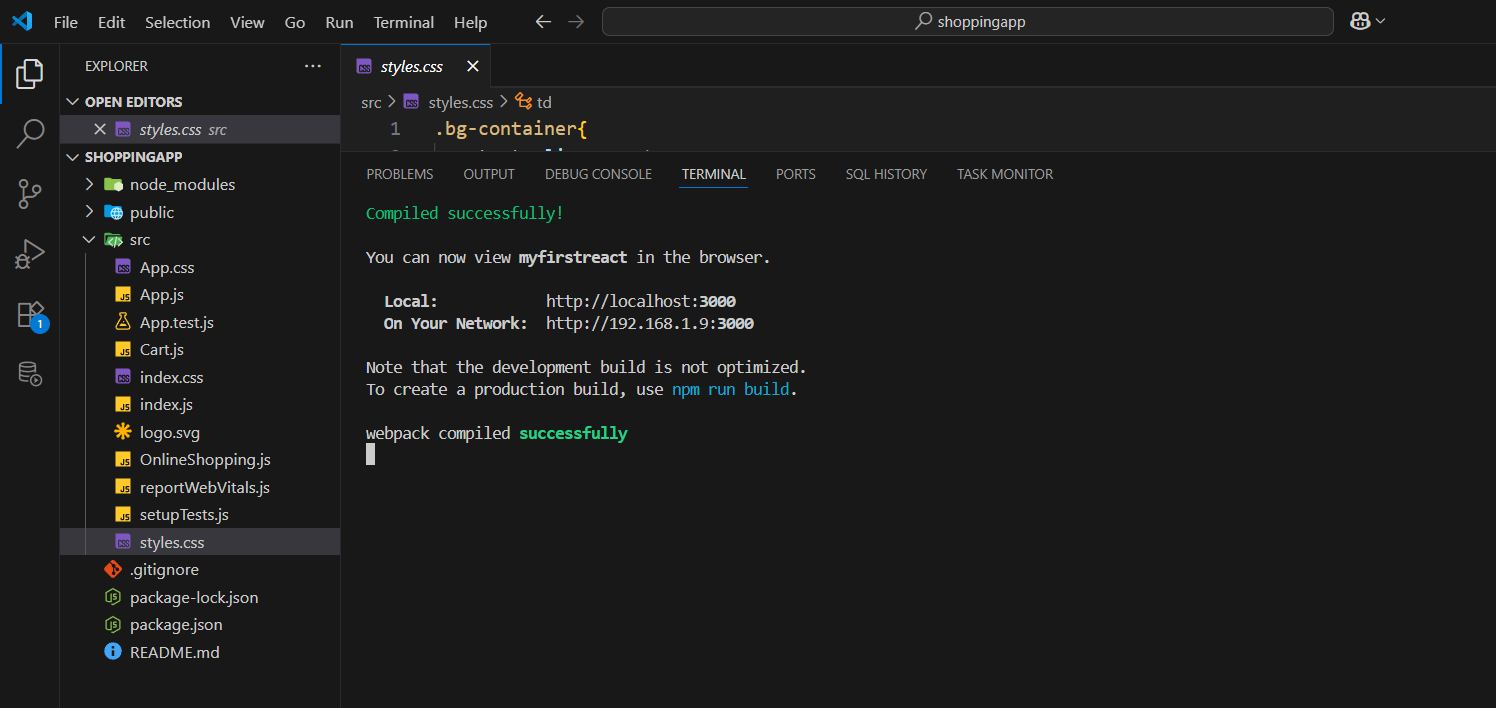 File Edit Selection View Go Run Terminal Help
shoppingapp
EXPLORER
OPEN EDITORS
styles.css src
SHOPPINGAPP
node_modules
public
src
App.css
App.js
App.test.js
Cart.js
index.css
index.js
logo.svg
OnlineShopping.js
reportWebVitals.js
setupTests.js
styles.css
.gitignore
package-lock.json
package.json
README.md
1
styles.css
src > styles.css > td
1 .bg-container{
PROBLEMS OUTPUT DEBUG CONSOLE TERMINAL PORTS SQL HISTORY TASK MONITOR
Compiled successfully!
You can now view myfirstreact in the browser.
Local: http://localhost:3000
On Your Network: http://192.168.1.9:3000
Note that the development build is not optimized.
To create a production build, use npm run build.
webpack compiled successfully